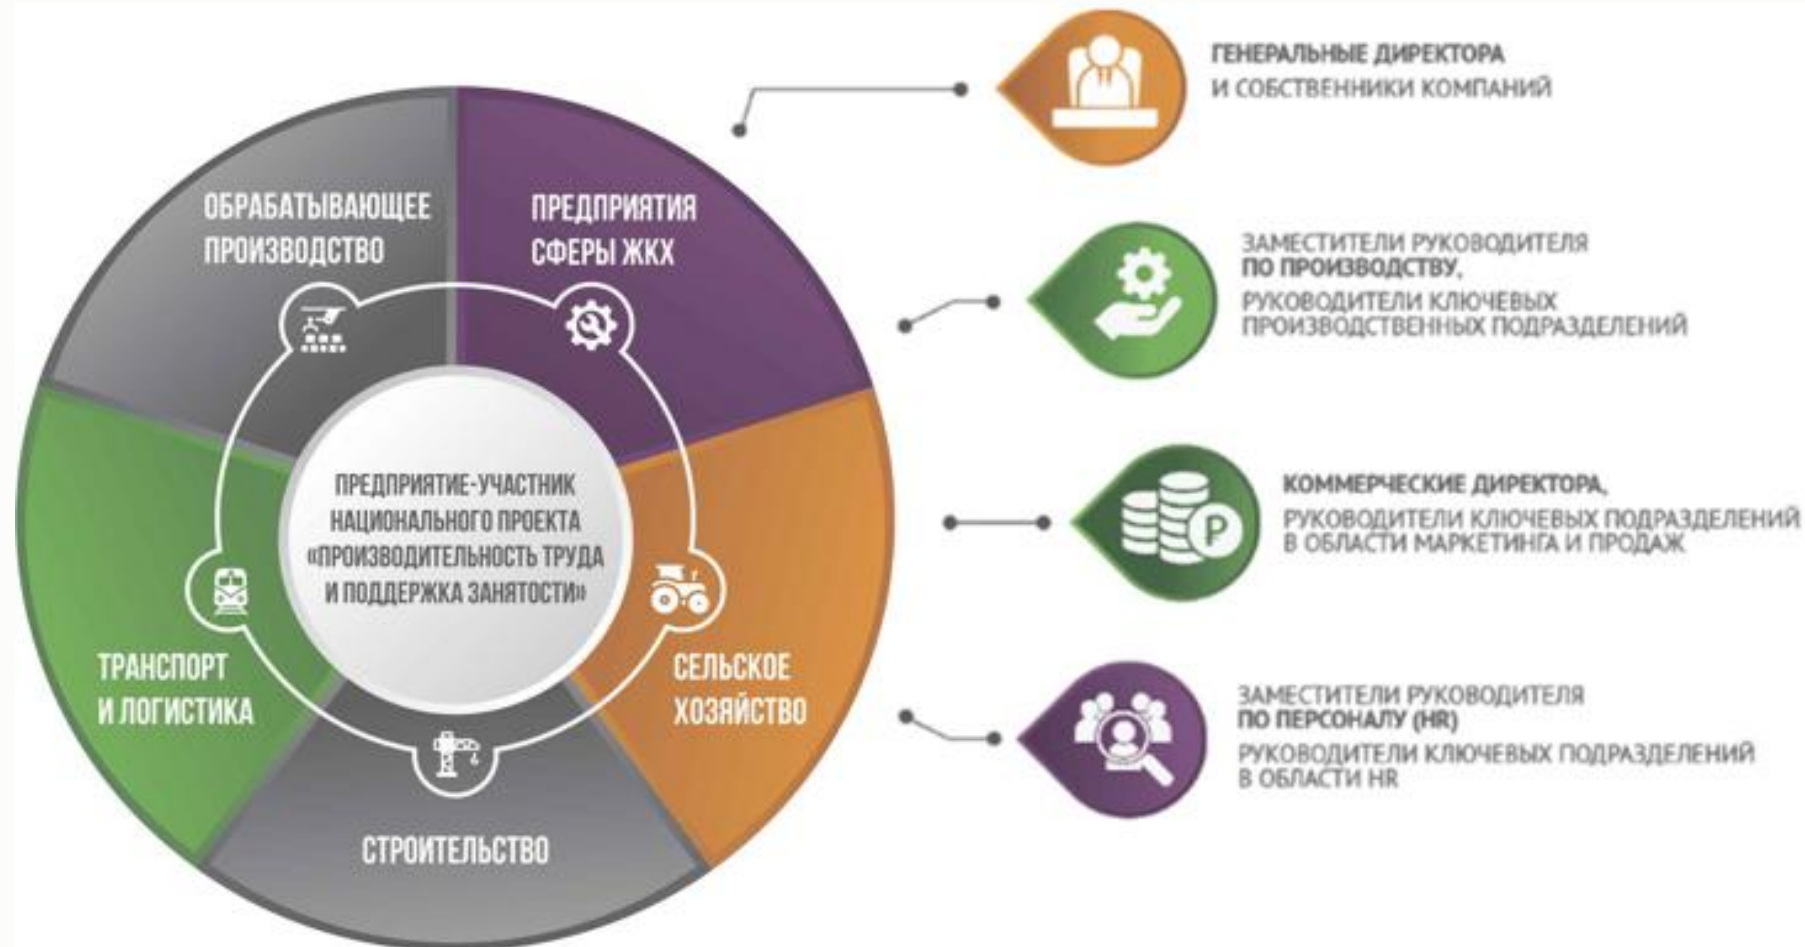 ОБРАБАТЫВАЮЩЕЕ
ПРОИЗВОДСТВО
ПРЕДПРИЯТИЯ
СФЕРЫ ЖКХ
ПРЕДПРИЯТИЕ-УЧАСТНИК
НАЦИОНАЛЬНОГО ПРОЕКТА
«ПРОИЗВОДИТЕЛЬНОСТЬ ТРУДА
И ПОДДЕРЖКА ЗАНЯТОСТИ»
ТРАНСПОРТ
И ЛОГИСТИКА
СЕЛЬСКОЕ
ХОЗЯЙСТВО
СТРОИТЕЛЬСТВО
ГЕНЕРАЛЬНЫЕ ДИРЕКТОРА
И СОБСТВЕННИКИ КОМПАНИЙ
ЗАМЕСТИТЕЛИ РУКОВОДИТЕЛЯ
ПО ПРОИЗВОДСТВУ,
РУКОВОДИТЕЛИ КЛЮЧЕВЫХ
ПРОИЗВОДСТВЕННЫХ ПОДРАЗДЕЛЕНИЙ
КОММЕРЧЕСКИЕ ДИРЕКТОРА,
РУКОВОДИТЕЛИ КЛЮЧЕВЫХ ПОДРАЗДЕЛЕНИЙ
В ОБЛАСТИ МАРКЕТИНГА И ПРОДАЖ
Р
ЗАМЕСТИТЕЛИ РУКОВОДИТЕЛЯ
ПО ПЕРСОНАЛУ (HR)
РУКОВОДИТЕЛИ КЛЮЧЕВЫХ ПОДРАЗДЕЛЕНИЙ
В ОБЛАСТИ HR